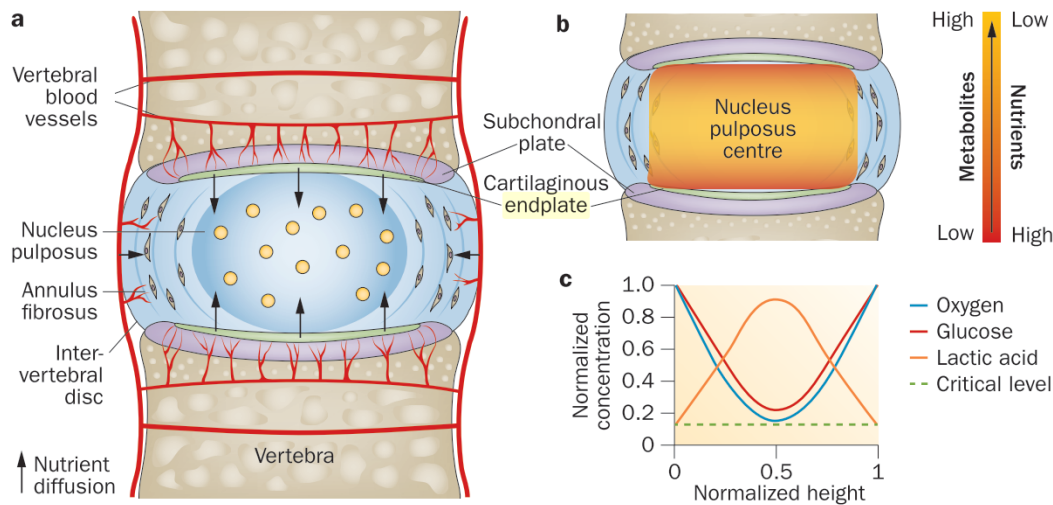 a
Vertebral
blood
vessels
Nucleus
pulposus
Annulus
fibrosus
Inter-
vertebral
disc
Nutrient
diffusion
Vertebra
Subchondral
plate
Cartilaginous
endplate
b
Nucleus
pulposus
centre
High
Low
Metabolites
Nutrients
Low
High
c
Normalized
concentration
1.0
0.8
0.6
0.4
0.2
0
0
0.5
1
Normalized height
Oxygen
Glucose
Lactic acid
Critical level